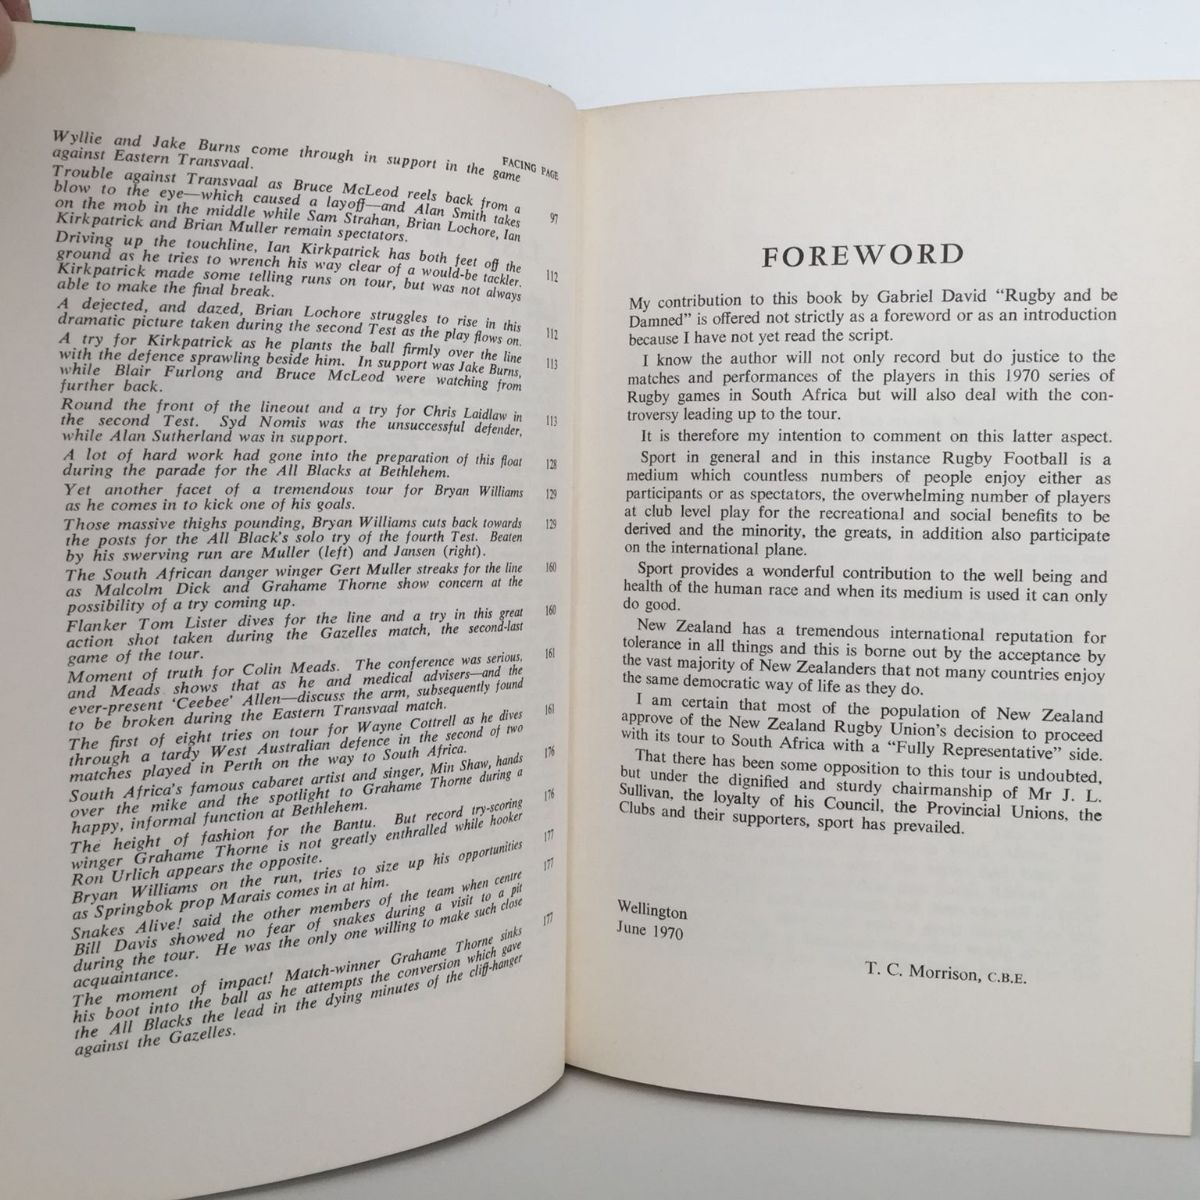 FACING PAGE
Wyllie and Jake Burns come through in support in the game
against Eastern Transvaal.
97
Trouble against Transvaal as Bruce McLeod reels back from a
blow to the eye—which caused a layoff—and Alan Smith takes
on the mob in the middle while Sam Strahan, Brian Lochore, Ian
Kirkpatrick and Brian Muller remain spectators.
112
Driving up the touchline, Ian Kirkpatrick has both feet off the
ground as he tries to wrench his way clear of a would-be tackler.
Kirkpatrick made some telling runs on tour, but was not always
able to make the final break.
112
A dejected, and dazed, Brian Lochore struggles to rise in this
dramatic picture taken during the second Test as the play flows on.
113
A try for Kirkpatrick as he plants the ball firmly over the line
with the defence sprawling beside him. In support was Jake Burns,
while Blair Furlong and Bruce McLeod were watching from
further back.
113
Round the front of the lineout and a try for Chris Laidlaw in
the second Test. Syd Nomis was the unsuccessful defender,
while Alan Sutherland was in support.
128
A lot of hard work had gone into the preparation of this float
during the parade for the All Blacks at Bethlehem.
129
Yet another facet of a tremendous tour for Bryan Williams
as he comes in to kick one of his goals.
129
Those massive thighs pounding, Bryan Williams cuts back towards
the posts for the All Black's solo try of the fourth Test. Beaten
by his swerving run are Muller (left) and Jansen (right).
160
The South African danger winger Gert Muller streaks for the line
as Malcolm Dick and Grahame Thorne show concern at the
possibility of a try coming up.
160
Flanker Tom Lister dives for the line and a try in this great
action shot taken during the Gazelles match, the second-last
game of the tour.
161
Moment of truth for Colin Meads. The conference was serious,
and Meads shows that as he and medical advisers—and the
ever-present 'Ceebee' Allen—discuss the arm, subsequently found
to be broken during the Eastern Transvaal match.
161
The first of eight tries on tour for Wayne Cottrell as he dives
through a tardy West Australian defence in the second of two
matches played in Perth on the way to South Africa.
176
South Africa's famous cabaret artist and singer, Min Shaw, hands
over the mike and the spotlight to Grahame Thorne during a
happy, informal function at Bethlehem.
176
The height of fashion for the Bantu. But record try-scoring
winger Grahame Thorne is not greatly enthralled while hooker
Ron Urlich appears the opposite.
177
Bryan Williams on the run, tries to size up his opportunities
as Springbok prop Marais comes in at him.
177
Snakes Alive! said the other members of the team when centre
Bill Davis showed no fear of snakes during a visit to a pit
during the tour. He was the only one willing to make such close
acquaintance.
177
The moment of impact! Match-winner Grahame Thorne sinks
his boot into the ball as he attempts the conversion which gave
the All Blacks the lead in the dying minutes of the cliff-hanger
against the Gazelles.
FOREWORD
My contribution to this book by Gabriel David "Rugby and be
Damned" is offered not strictly as a foreword or as an introduction
because I have not yet read the script.
I know the author will not only record but do justice to the
matches and performances of the players in this 1970 series of
Rugby games in South Africa but will also deal with the con-
troversy leading up to the tour.
It is therefore my intention to comment on this latter aspect.
Sport in general and in this instance Rugby Football is a
medium which countless numbers of people enjoy either as
participants or as spectators, the overwhelming number of players
at club level play for the recreational and social benefits to be
derived and the minority, the greats, in addition also participate
on the international plane.
Sport provides a wonderful contribution to the well being and
health of the human race and when its medium is used it can only
do good.
New Zealand has a tremendous international reputation for
tolerance in all things and this is borne out by the acceptance by
the vast majority of New Zealanders that not many countries enjoy
the same democratic way of life as they do.
I am certain that most of the population of New Zealand
approve of the New Zealand Rugby Union's decision to proceed
with its tour to South Africa with a "Fully Representative" side.
That there has been some opposition to this tour is undoubted,
but under the dignified and sturdy chairmanship of Mr J. L.
Sullivan, the loyalty of his Council, the Provincial Unions, the
Clubs and their supporters, sport has prevailed.
Wellington
June 1970
T. C. Morrison, C.B.E.